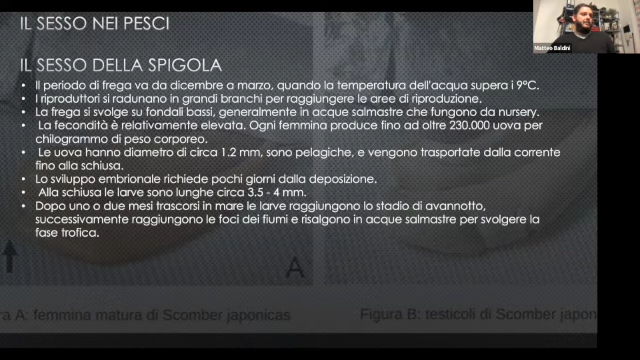 IL SESSO NEI PESCI
Matteo Baldini
IL SESSO DELLA SPIGOLA
• Il periodo di frega va da dicembre a marzo, quando la temperatura dell'acqua supera i 9°C.
• I riproduttori si radunano in grandi branchi per raggiungere le aree di riproduzione.
• La frega si svolge su fondali bassi, generalmente in acque salmastre che fungono da nursery.
• La fecondità è relativamente elevata. Ogni femmina produce fino ad oltre 230.000 uova per
chilogrammo di peso corporeo.
• Le uova hanno diametro di circa 1.2 mm, sono pelagiche, e vengono trasportate dalla corrente
fino alla schiusa.
• Lo sviluppo embrionale richiede pochi giorni dalla deposizione.
• Alla schiusa le larve sono lunghe circa 3.5 - 4 mm.
• Dopo uno o due mesi trascorsi in mare le larve raggiungono lo stadio di avannotto,
successivamente raggiungono le foci dei fiumi e risalgono in acque salmastre per svolgere la
fase trofica.
A
ra A: femmina matura di Scomber japonicas
Figura B: testicoli di Scomber japon